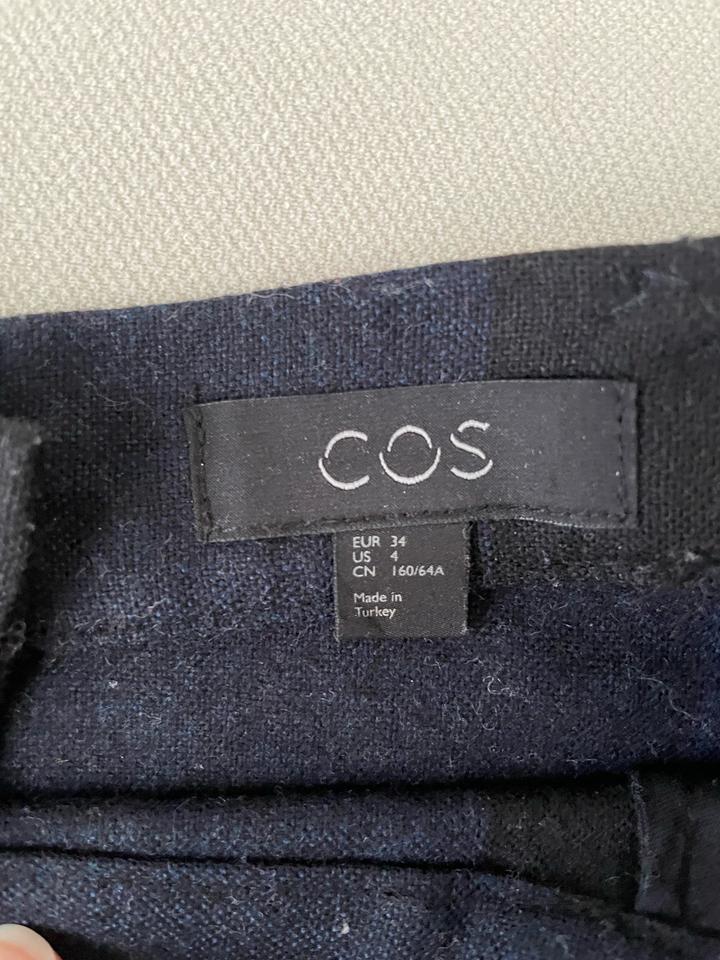 COS
EUR 34
US 4
CN 160/64A
Made in
Turkey